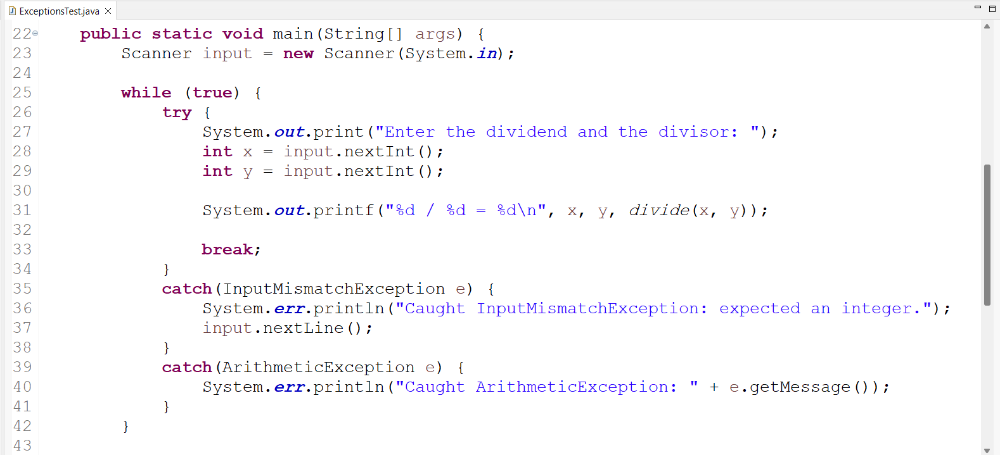 ExceptionsTest.java
22 public static void main(String[] args) {
23 Scanner input = new Scanner(System.in);
24
25 while (true) {
26 try {
27 System.out.print("Enter the dividend and the divisor: ");
28 int x = input.nextInt();
29 int y = input.nextInt();
30
31 System.out.printf("%d / %d = %d\n", x, y, divide(x, y));
32
33 break;
34 }
35 catch(InputMismatchException e) {
36 System.err.println("Caught InputMismatchException: expected an integer.");
37 input.nextLine();
38 }
39 catch(ArithmeticException e) {
40 System.err.println("Caught ArithmeticException: " + e.getMessage());
41 }
42 }
43